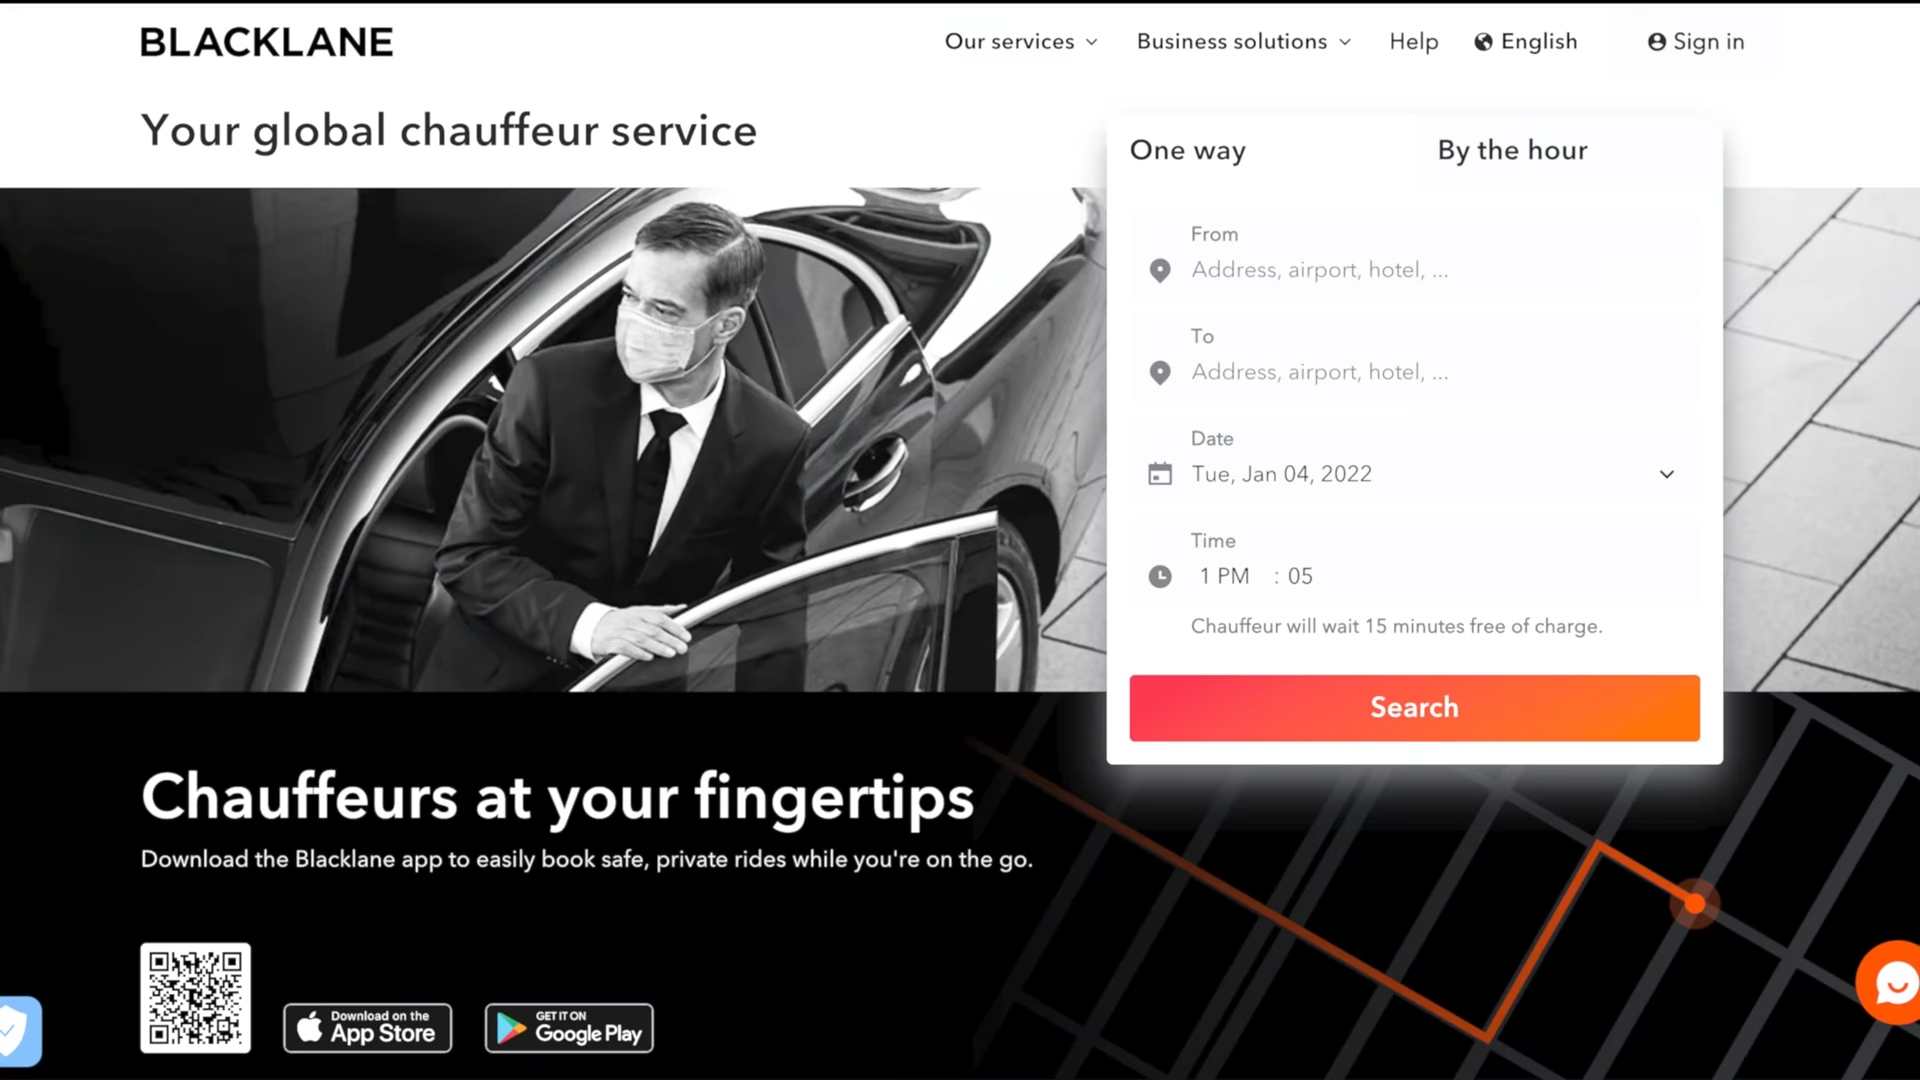 BLACKLANE
Our services
Business solutions
Help
English
Sign in
Your global chauffeur service
One way
By the hour
From
Address, airport, hotel, ...
To
Address, airport, hotel, ...
Date
Tue, Jan 04, 2022
Time
1 PM : 05
Chauffeur will wait 15 minutes free of charge.
Search
Chauffeurs at your fingertips
Download the Blacklane app to easily book safe, private rides while you're on the go.
Download on the
App Store
GET IT ON
Google Play